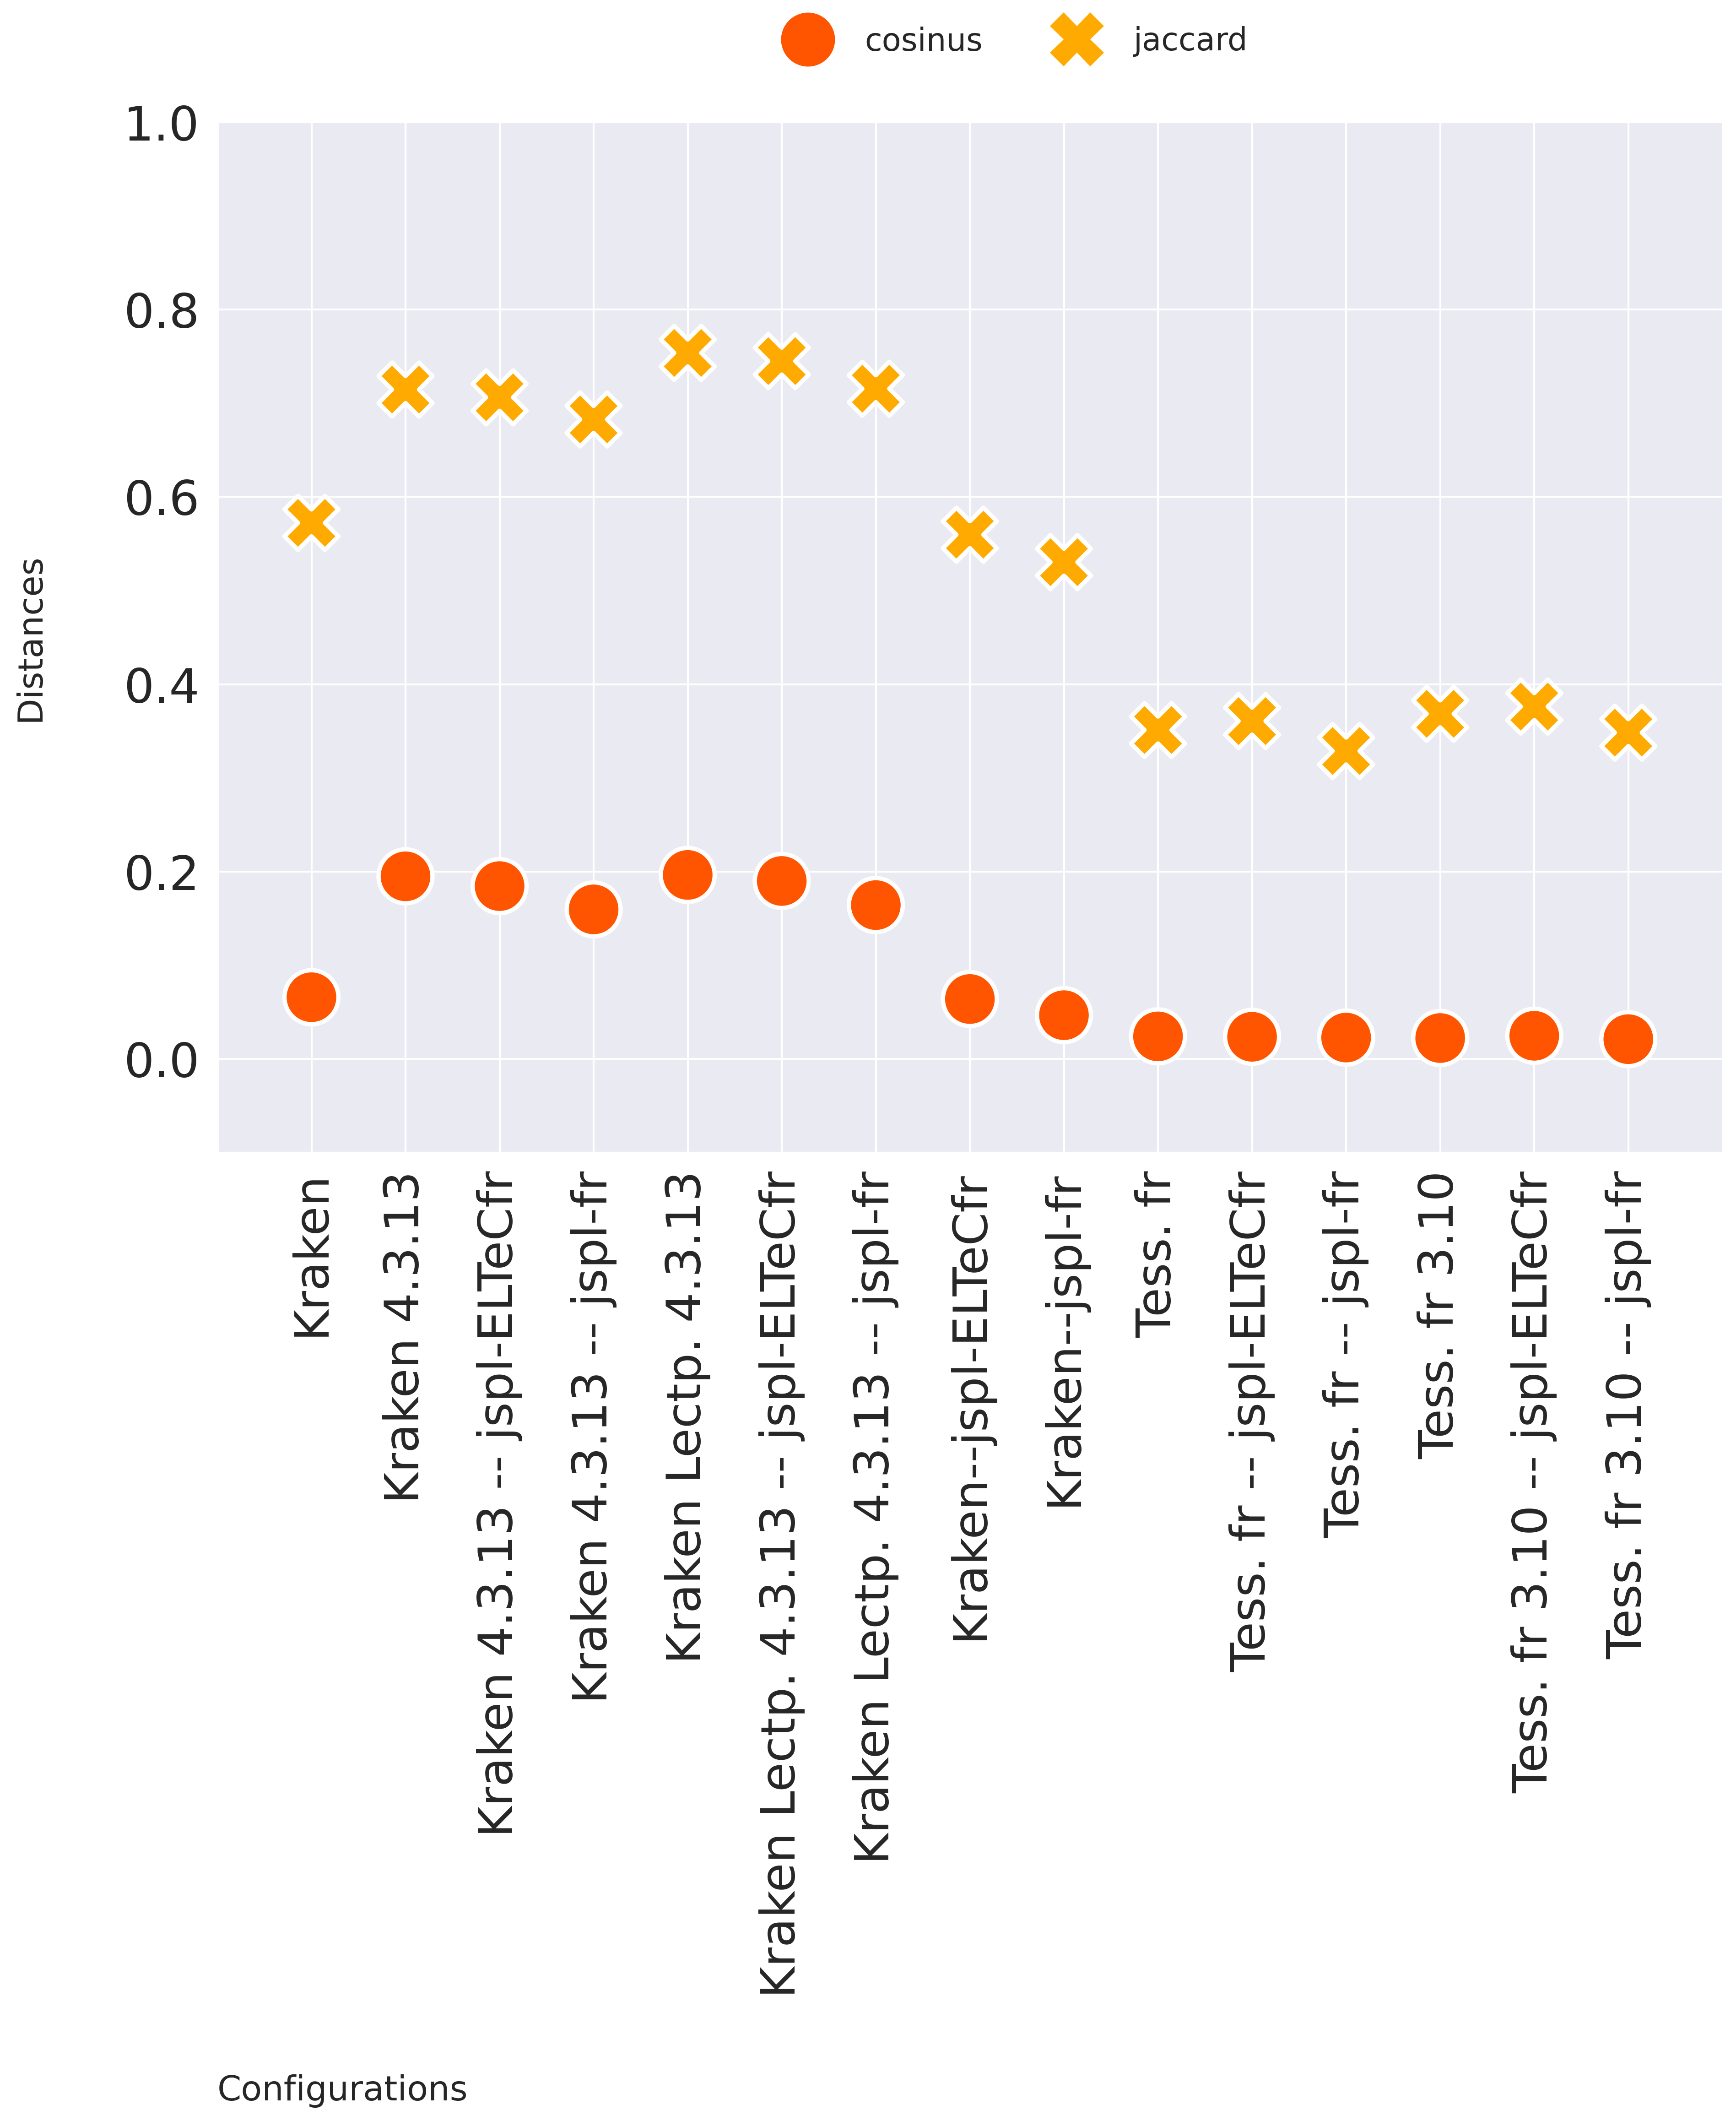 cosinus jaccard
1.0
0.8
0.6
0.4
0.2
0.0
Distances
Kraken
Kraken 4.3.13
Kraken 4.3.13 -- jspl-ELTeCfr
Kraken 4.3.13 -- jspl-fr
Kraken Lectp. 4.3.13
Kraken Lectp. 4.3.13 -- jspl-ELTeCfr
Kraken Lectp. 4.3.13 -- jspl-fr
Kraken--jspl-ELTeCfr
Kraken--jspl-fr
Tess. fr
Tess. fr -- jspl-ELTeCfr
Tess. fr -- jspl-fr
Tess. fr 3.10
Tess. fr 3.10 -- jspl-ELTeCfr
Tess. fr 3.10 -- jspl-fr
Configurations